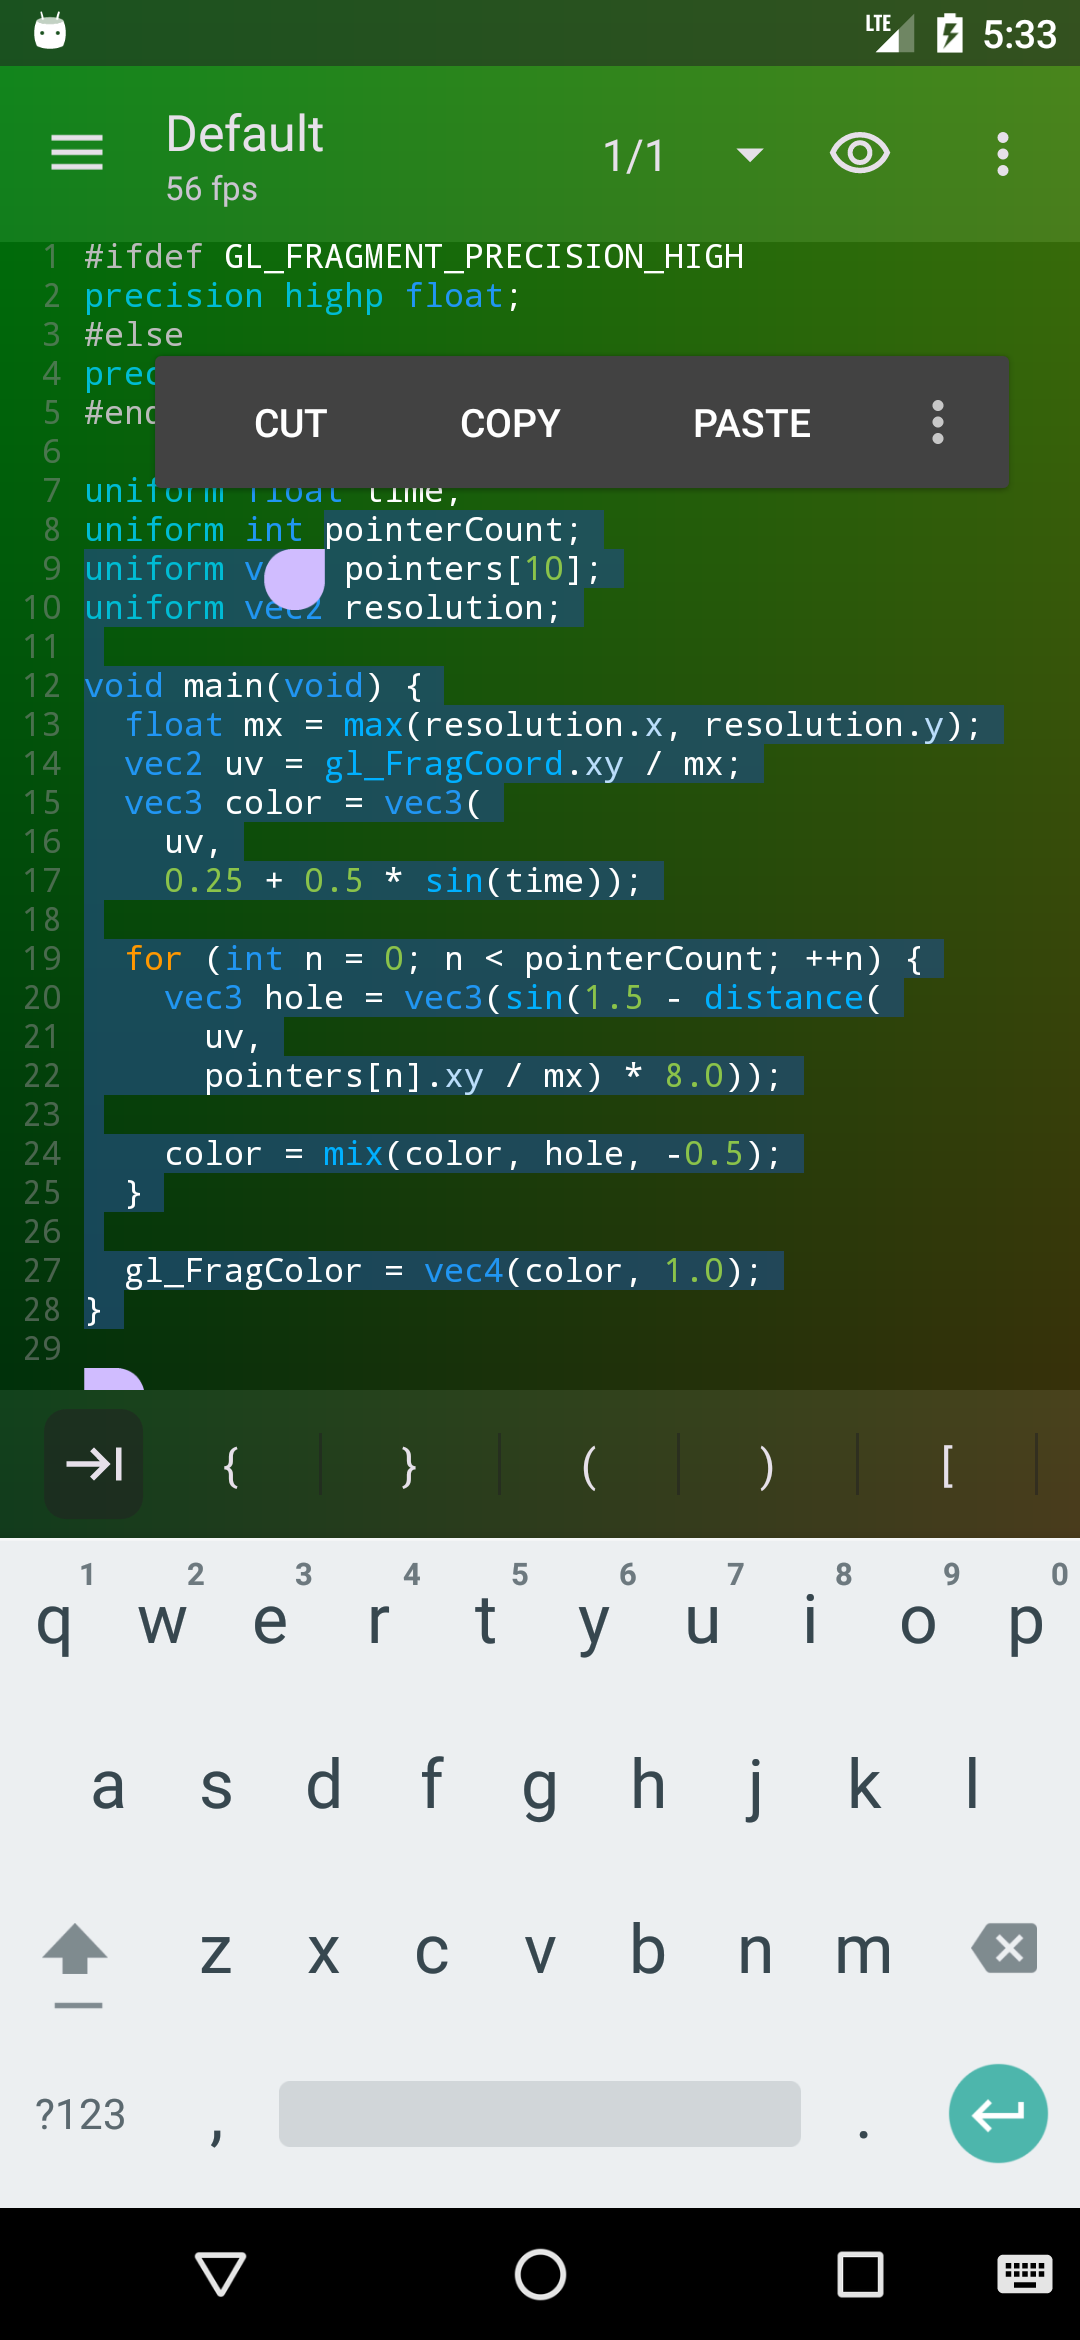 LTE 5:33
Default 1/1
56 fps
1 #ifdef GL_FRAGMENT_PRECISION_HIGH
2 precision highp float;
3 #else
4 prec
5 #end
CUT COPY PASTE
6
7 uniform float time;
8 uniform int pointerCount;
9 uniform v pointers[10];
10 uniform vec2 resolution;
11
12 void main(void) {
13 float mx = max(resolution.x, resolution.y);
14 vec2 uv = gl_FragCoord.xy / mx;
15 vec3 color = vec3(
16 uv,
17 0.25 + 0.5 * sin(time));
18
19 for (int n = 0; n < pointerCount; ++n) {
20 vec3 hole = vec3(sin(1.5 - distance(
21 uv,
22 pointers[n].xy / mx) * 8.0));
23
24 color = mix(color, hole, -0.5);
25 }
26
27 gl_FragColor = vec4(color, 1.0);
28 }
29
{ } ( ) [
1 2 3 4 5 6 7 8 9 0
q w e r t y u i o p
a s d f g h j k l
z x c v b n m
?123 , .